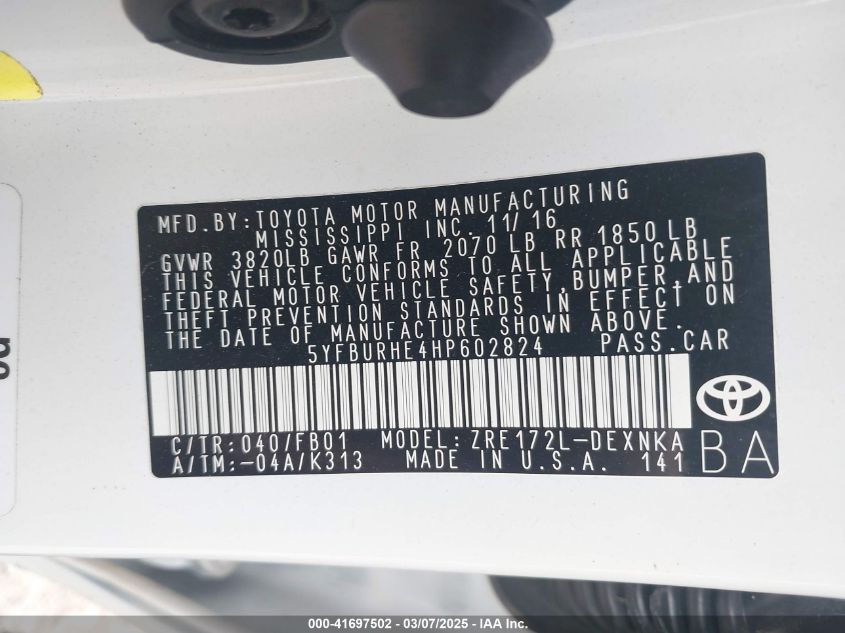 MFD.BY:TOYOTA MOTOR MANUFACTURING
MISSISSIPPI INC. 11/16
GVWR 3820LB GAWR FR 2070 LB RR 1850 LB
THIS VEHICLE CONFORMS TO ALL APPLICABLE
FEDERAL MOTOR VEHICLE SAFETY,BUMPER,AND
THEFT PREVENTION STANDARDS IN EFFECT ON
THE DATE OF MANUFACTURE SHOWN ABOVE.
5YFBURHE4HP602824 PASS.CAR
C/TR:040/FB01 MODEL:ZRE172L-DEXNKA
A/TM:-04A/K313 MADE IN U.S.A. 141
BA
000-41697502 - 03/07/2025 - IAA Inc.